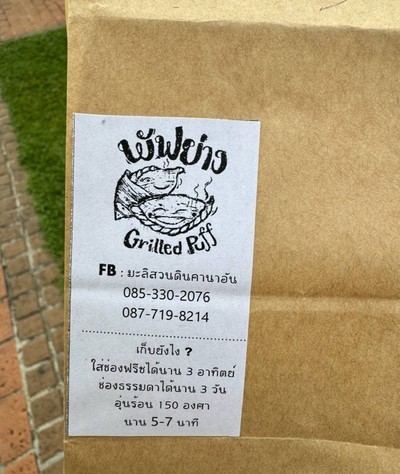 พัฟย่าง
Grilled Puff
FB : มะลิสวนดินคานาอัน
085-330-2076
087-719-8214
เก็บยังไง ?
ใส่ช่องฟรีซได้นาน 3 อาทิตย์
ช่องธรรมดาได้นาน 3 วัน
อุ่นร้อน 150 องศา
นาน 5-7 นาที